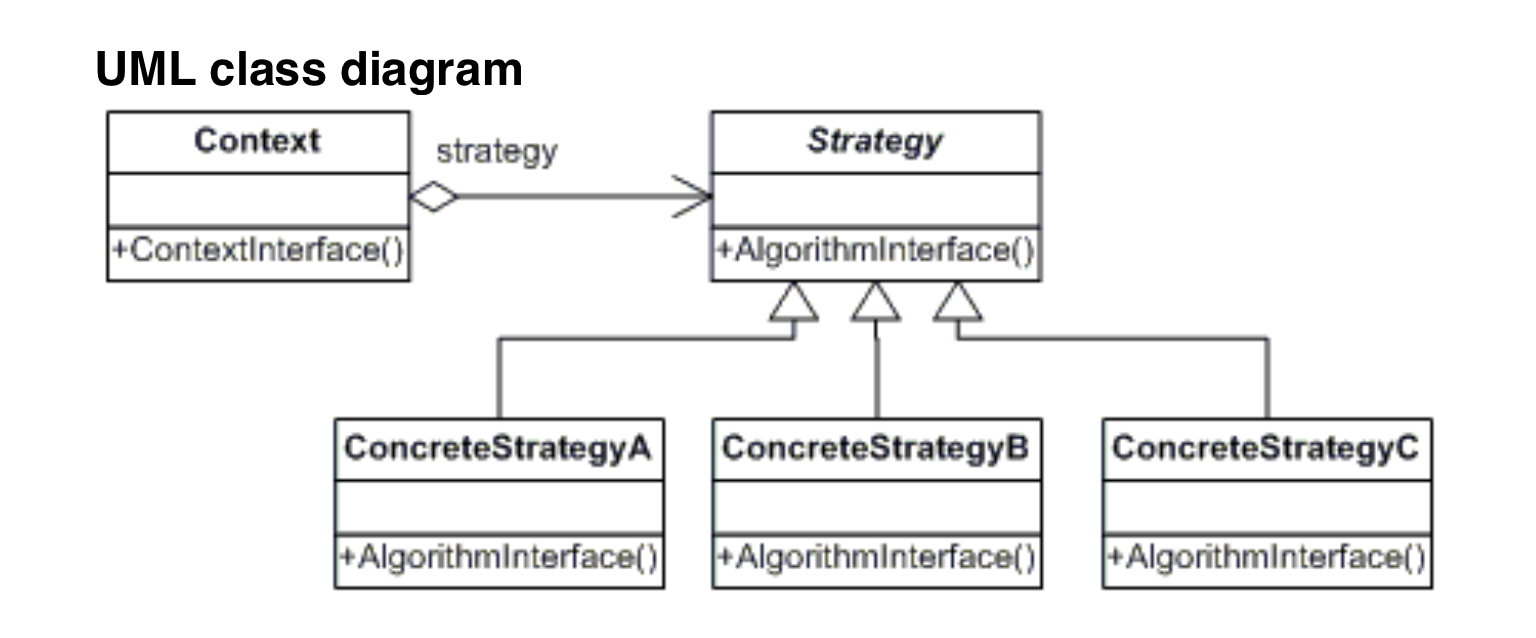 UML class diagram
Context
strategy
Strategy
+ContextInterface()
+AlgorithmInterface()
ConcreteStrategyA
ConcreteStrategyB
ConcreteStrategyC
+AlgorithmInterface()
+AlgorithmInterface()
+AlgorithmInterface()